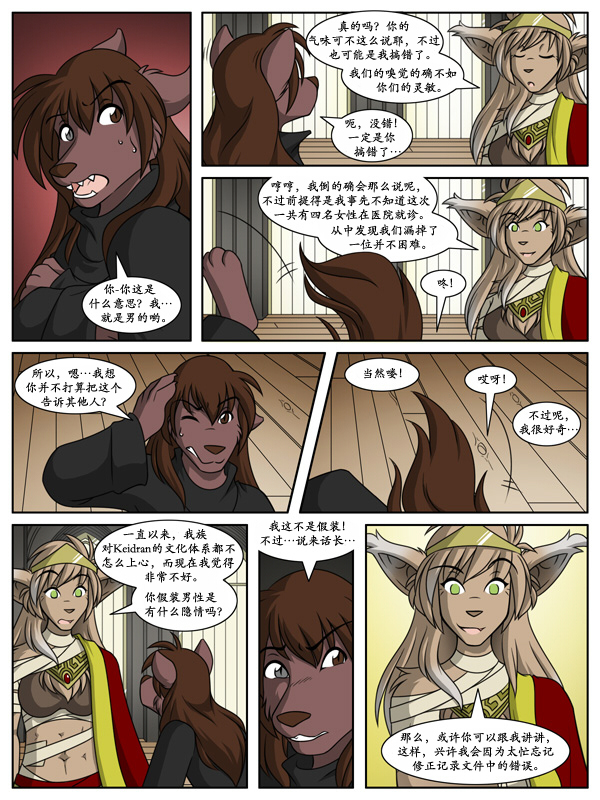 你-你这是
什么意思？我…
就是男的哟。
真的吗？你的
气味可不这么说耶，不过
也可能是我搞错了。
我们的嗅觉的确不如
你们的灵敏。
呃，没错！
一定是你
搞错了…
哼哼，我倒的确会那么说呢，
不过前提得是我事先不知道这次
一共有四名女性在医院就诊。
从中发现我们漏掉了
一位并不困难。
咚！
所以，嗯…我想
你并不打算把这个
告诉其他人？
当然喽！
哎呀！
不过呢，
我很好奇…
一直以来，我族
对Keidran的文化体系都不
怎么上心，而现在我觉得
非常不好。
你假装男性是
有什么隐情吗？
我这不是假装！
不过…说来话长…
那么，或许你可以跟我讲讲，
这样，兴许我会因为太忙忘记
修正记录文件中的错误。